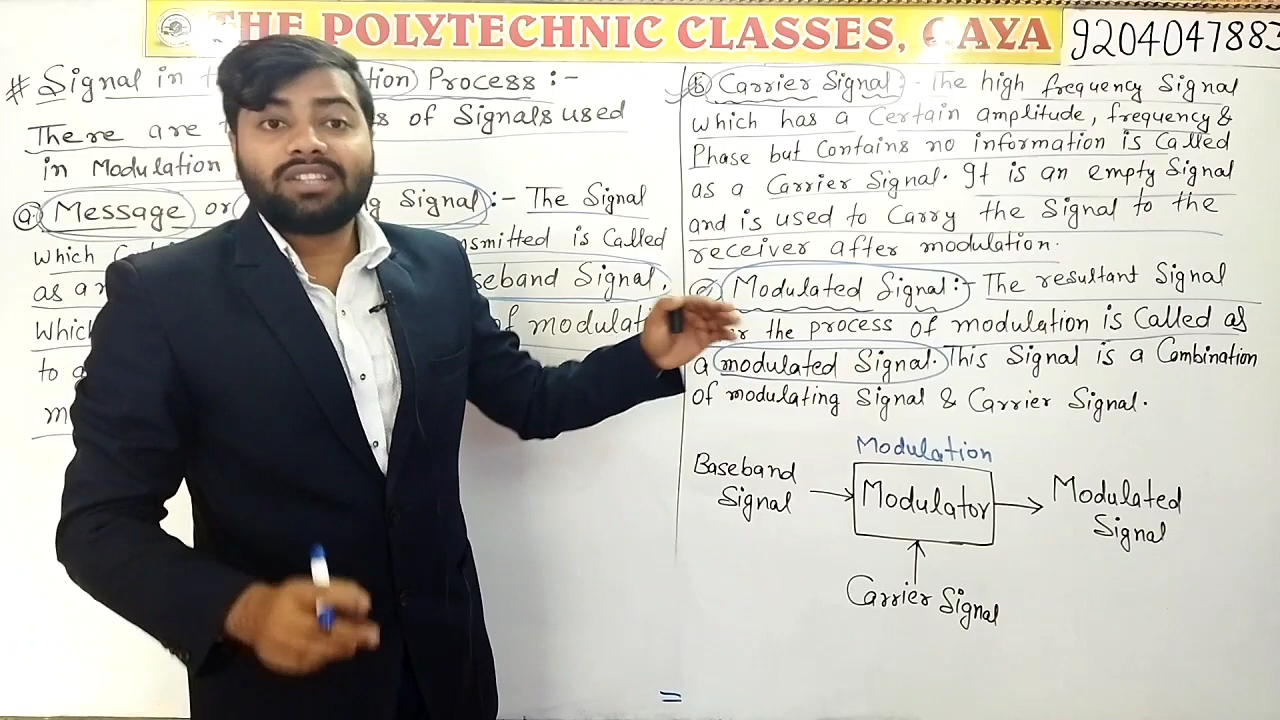 THE POLYTECHNIC CLASSES, GAYA
9204047883
# Signal in tion) Process :-
There are of Signals used
in Modulation
(a) Message or g Signal :- The Signal
which smitted is called
as a seband Signal,
which of modulati
to
m
(b) Carrier Signal :- The high frequency Signal
which has a Certain amplitude, frequency &
Phase but Contains no information is Called
as a Carrier Signal. It is an empty Signal
and is used to Carry the Signal to the
receiver after modulation.
(c) Modulated Signal :- The resultant Signal
the process of modulation is Called as
a modulated Signal. This Signal is a Combination
of modulating Signal & Carrier Signal.
Modulation
Baseband
Signal
Modulator
Modulated
Signal
Carrier Signal
=